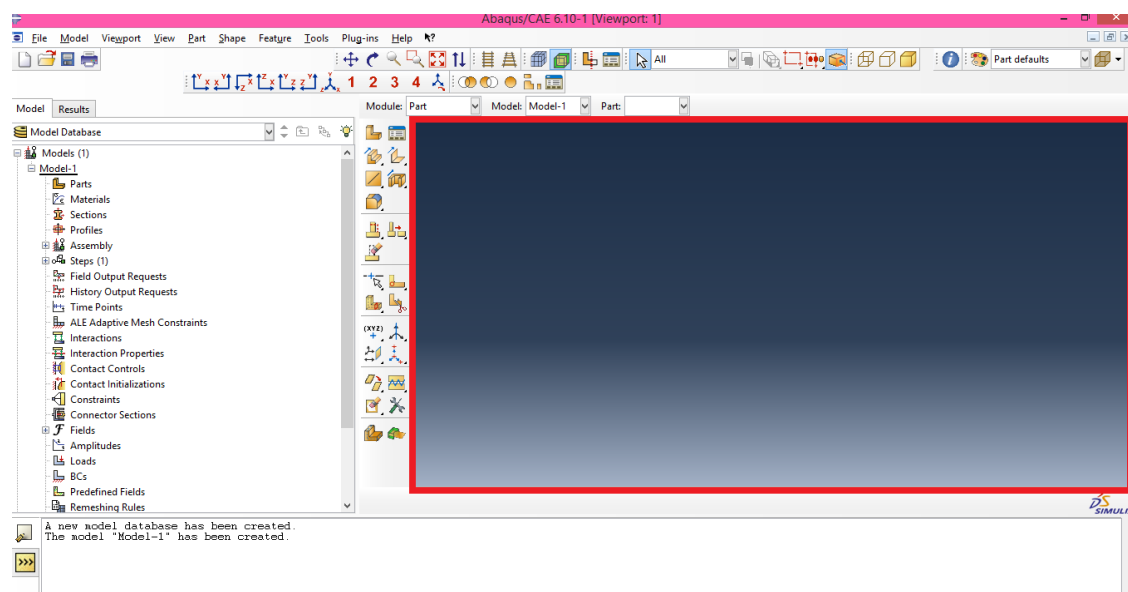 Abaqus/CAE 6.10-1 [Viewport: 1]
File Model Viewport View Part Shape Feature Tools Plug-ins Help
All
Part defaults
1 2 3 4
Model Results
Module: Part Model: Model-1 Part:
Model Database
Models (1)
Model-1
Parts
Materials
Sections
Profiles
Assembly
Steps (1)
Field Output Requests
History Output Requests
Time Points
ALE Adaptive Mesh Constraints
Interactions
Interaction Properties
Contact Controls
Contact Initializations
Constraints
Connector Sections
Fields
Amplitudes
Loads
BCs
Predefined Fields
Remeshing Rules
(XYZ)
SIMULI
A new model database has been created.
The model "Model-1" has been created.
>>>